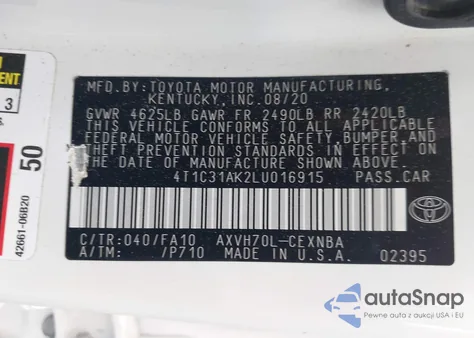 MFD. BY:TOYOTA MOTOR MANUFACTURING,
KENTUCKY, INC. 08/20
GVWR 4625LB GAWR FR 2490LB RR 2420LB
THIS VEHICLE CONFORMS TO ALL APPLICABLE
FEDERAL MOTOR VEHICLE SAFETY, BUMPER AND
THEFT PREVENTION STANDARDS IN EFFECT ON
THE DATE OF MANUFACTURE SHOWN ABOVE.
4T1C31AK2LU016915 PASS.CAR
C/TR:040/FA10 AXVH70L-CEXNBA
A/TM: /P710 MADE IN U.S.A. 02395
3
50
42661-06B20
autoSnap
Pewne auta z aukcji z USA i EU